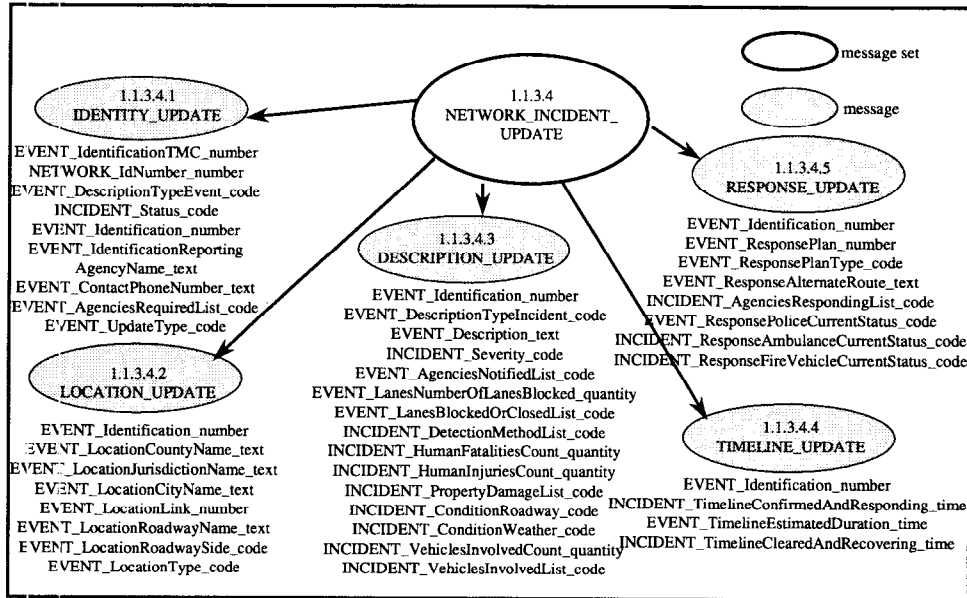 message set
message
1.1.3.4
NETWORK_INCIDENT_
UPDATE
1.1.3.4.1
IDENTITY_UPDATE
EVENT_IdentificationTMC_number
NETWORK_IdNumber_number
EVENT_DescriptionTypeEvent_code
INCIDENT_Status_code
EVENT_Identification_number
EVENT_IdentificationReporting
AgencyName_text
EVENT_ContactPhoneNumber_text
EVENT_AgenciesRequiredList_code
EVENT_UpdateType_code
1.1.3.4.2
LOCATION_UPDATE
EVENT_Identification_number
EVENT_LocationCountyName_text
EVENT_LocationJurisdictionName_text
EVENT_LocationCityName_text
EVENT_LocationLink_number
EVENT_LocationRoadwayName_text
EVENT_LocationRoadwaySide_code
EVENT_LocationType_code
1.1.3.4.3
DESCRIPTION_UPDATE
EVENT_Identification_number
EVENT_DescriptionTypeIncident_code
EVENT_Description_text
INCIDENT_Severity_code
EVENT_AgenciesNotifiedList_code
EVENT_LanesNumberOfLanesBlocked_quantity
EVENT_LanesBlockedOrClosedList_code
INCIDENT_DetectionMethodList_code
INCIDENT_HumanFatalitiesCount_quantity
INCIDENT_HumanInjuriesCount_quantity
INCIDENT_PropertyDamageList_code
INCIDENT_ConditionRoadway_code
INCIDENT_ConditionWeather_code
INCIDENT_VehiclesInvolvedCount_quantity
INCIDENT_VehiclesInvolvedList_code
1.1.3.4.5
RESPONSE_UPDATE
EVENT_Identification_number
EVENT_ResponsePlan_number
EVENT_ResponsePlanType_code
EVENT_ResponseAlternateRoute_text
INCIDENT_AgenciesRespondingList_code
EVENT_ResponsePoliceCurrentStatus_code
INCIDENT_ResponseAmbulanceCurrentStatus_code
INCIDENT_ResponseFireVehicleCurrentStatus_code
1.1.3.4.4
TIMELINE_UPDATE
EVENT_Identification_number
INCIDENT_TimelineConfirmedAndResponding_time
EVENT_TimelineEstimatedDuration_time
INCIDENT_TimelineClearedAndRecovering_time